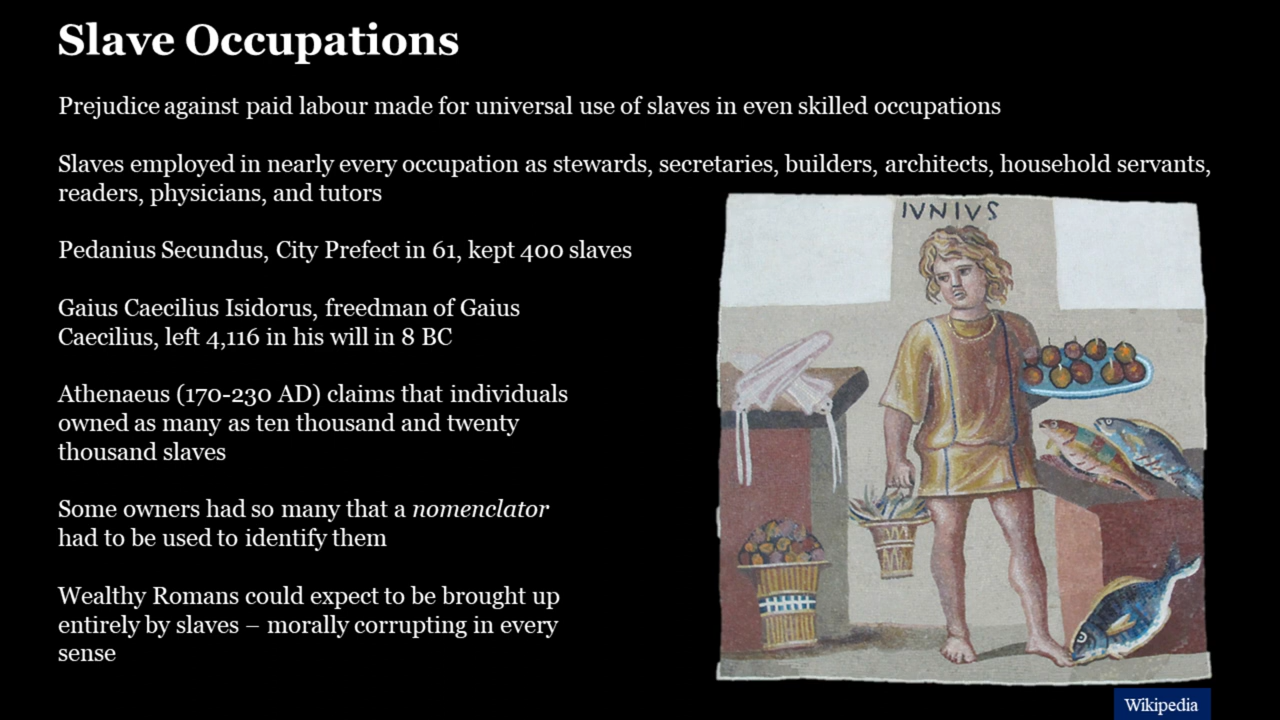 Slave Occupations
Prejudice against paid labour made for universal use of slaves in even skilled occupations
Slaves employed in nearly every occupation as stewards, secretaries, builders, architects, household servants,
readers, physicians, and tutors
IVNIVS
Pedanius Secundus, City Prefect in 61, kept 400 slaves
Gaius Caecilius Isidorus, freedman of Gaius
Caecilius, left 4,116 in his will in 8 BC
Athenaeus (170-230 AD) claims that individuals
owned as many as ten thousand and twenty
thousand slaves
Some owners had so many that a nomenclator
had to be used to identify them
Wealthy Romans could expect to be brought up
entirely by slaves – morally corrupting in every
sense
Wikipedia